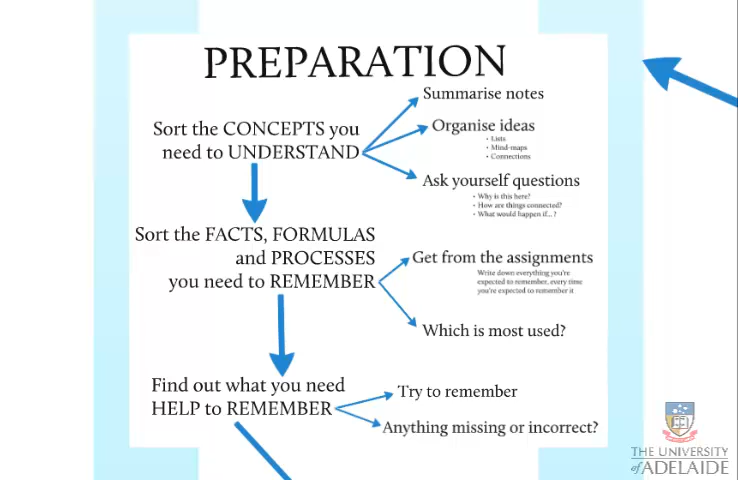 PREPARATION
Sort the CONCEPTS you
need to UNDERSTAND
Summarise notes
Organise ideas
• Lists
• Mind-maps
• Connections
Ask yourself questions
• Why is this here?
• How are things connected?
• What would happen if... ?
Sort the FACTS, FORMULAS
and PROCESSES
you need to REMEMBER
Get from the assignments
Write down everything you're
expected to remember, every time
you're expected to remember it
Which is most used?
Find out what you need
HELP to REMEMBER
Try to remember
Anything missing or incorrect?
THE UNIVERSITY
of ADELAIDE